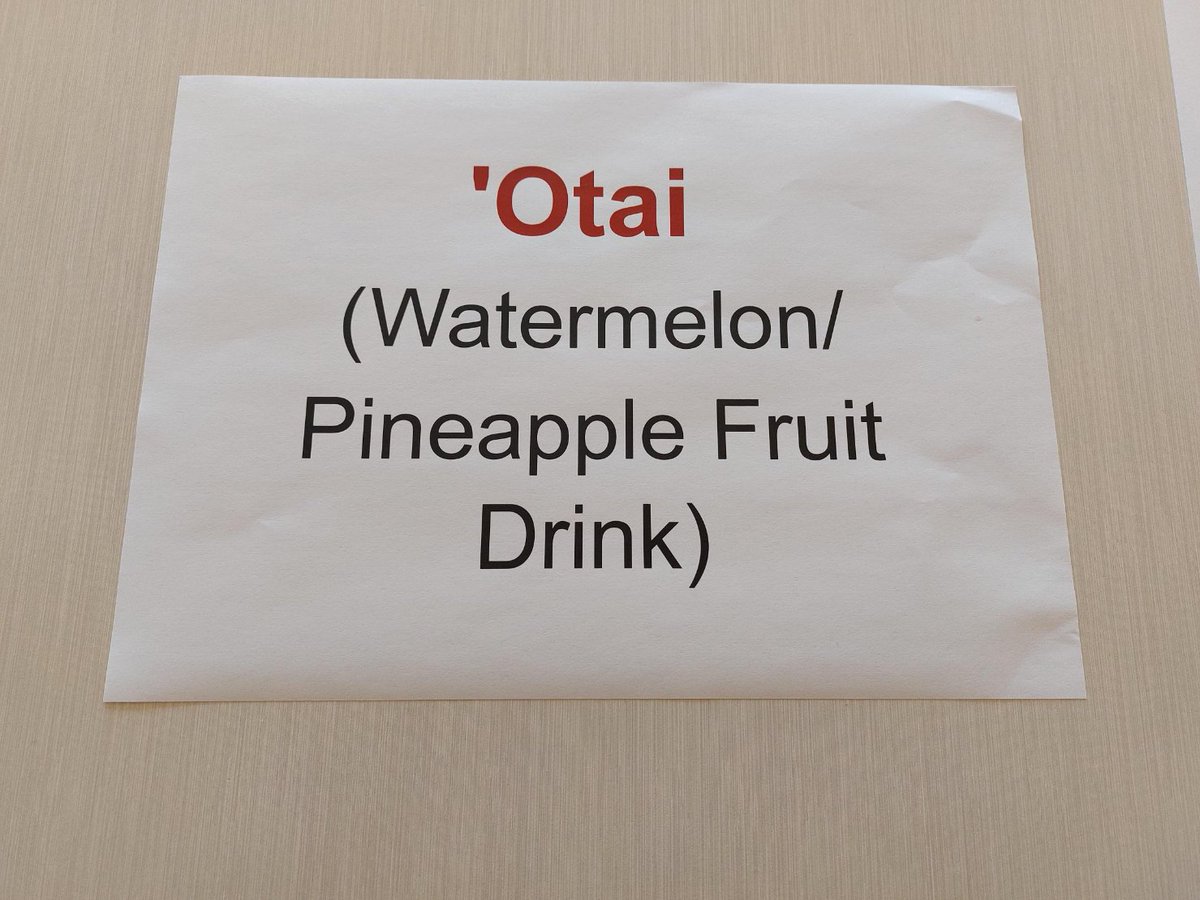 'Otai
(Watermelon/
Pineapple Fruit
Drink)